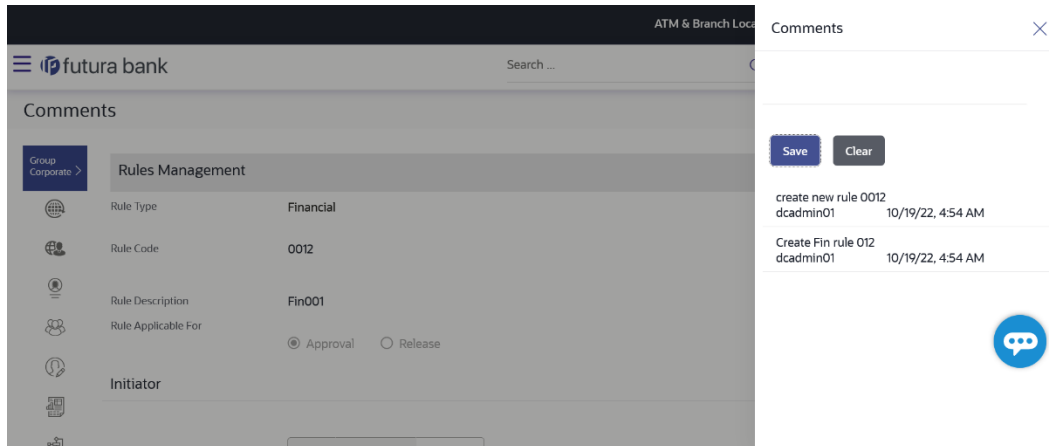 ATM & Branch Loca
futura bank
Search ...
Comments
Group
Corporate >
Rules Management
Rule Type Financial
Rule Code 0012
Rule Description Fin001
Rule Applicable For
Approval Release
Initiator
Comments
Save Clear
create new rule 0012
dcadmin01 10/19/22, 4:54 AM
Create Fin rule 012
dcadmin01 10/19/22, 4:54 AM